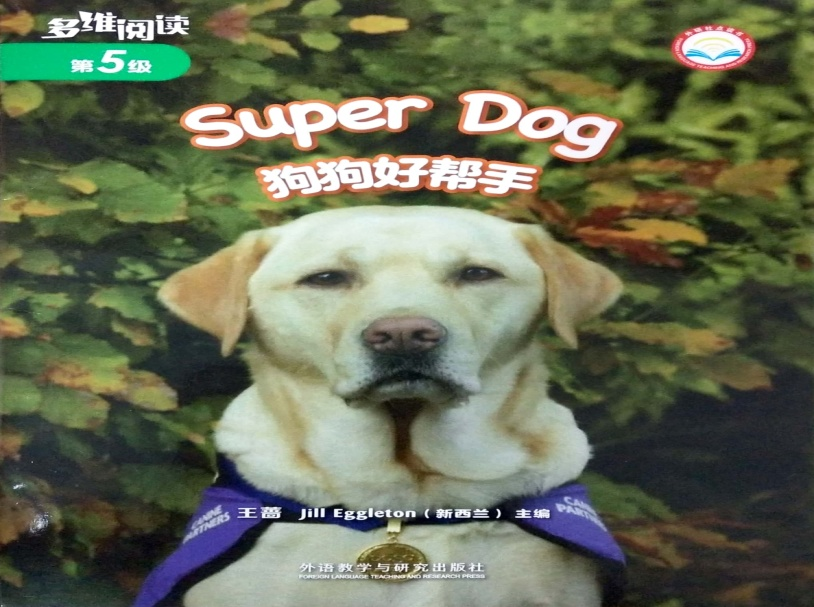 多维阅读
第5级
Super Dog
狗狗好帮手
CANINE
PARTNERS
CANINE
王蔷 Jill Eggleton（新西兰）主编
外语教学与研究出版社
FOREIGN LANGUAGE TEACHING AND RESEARCH PRESS